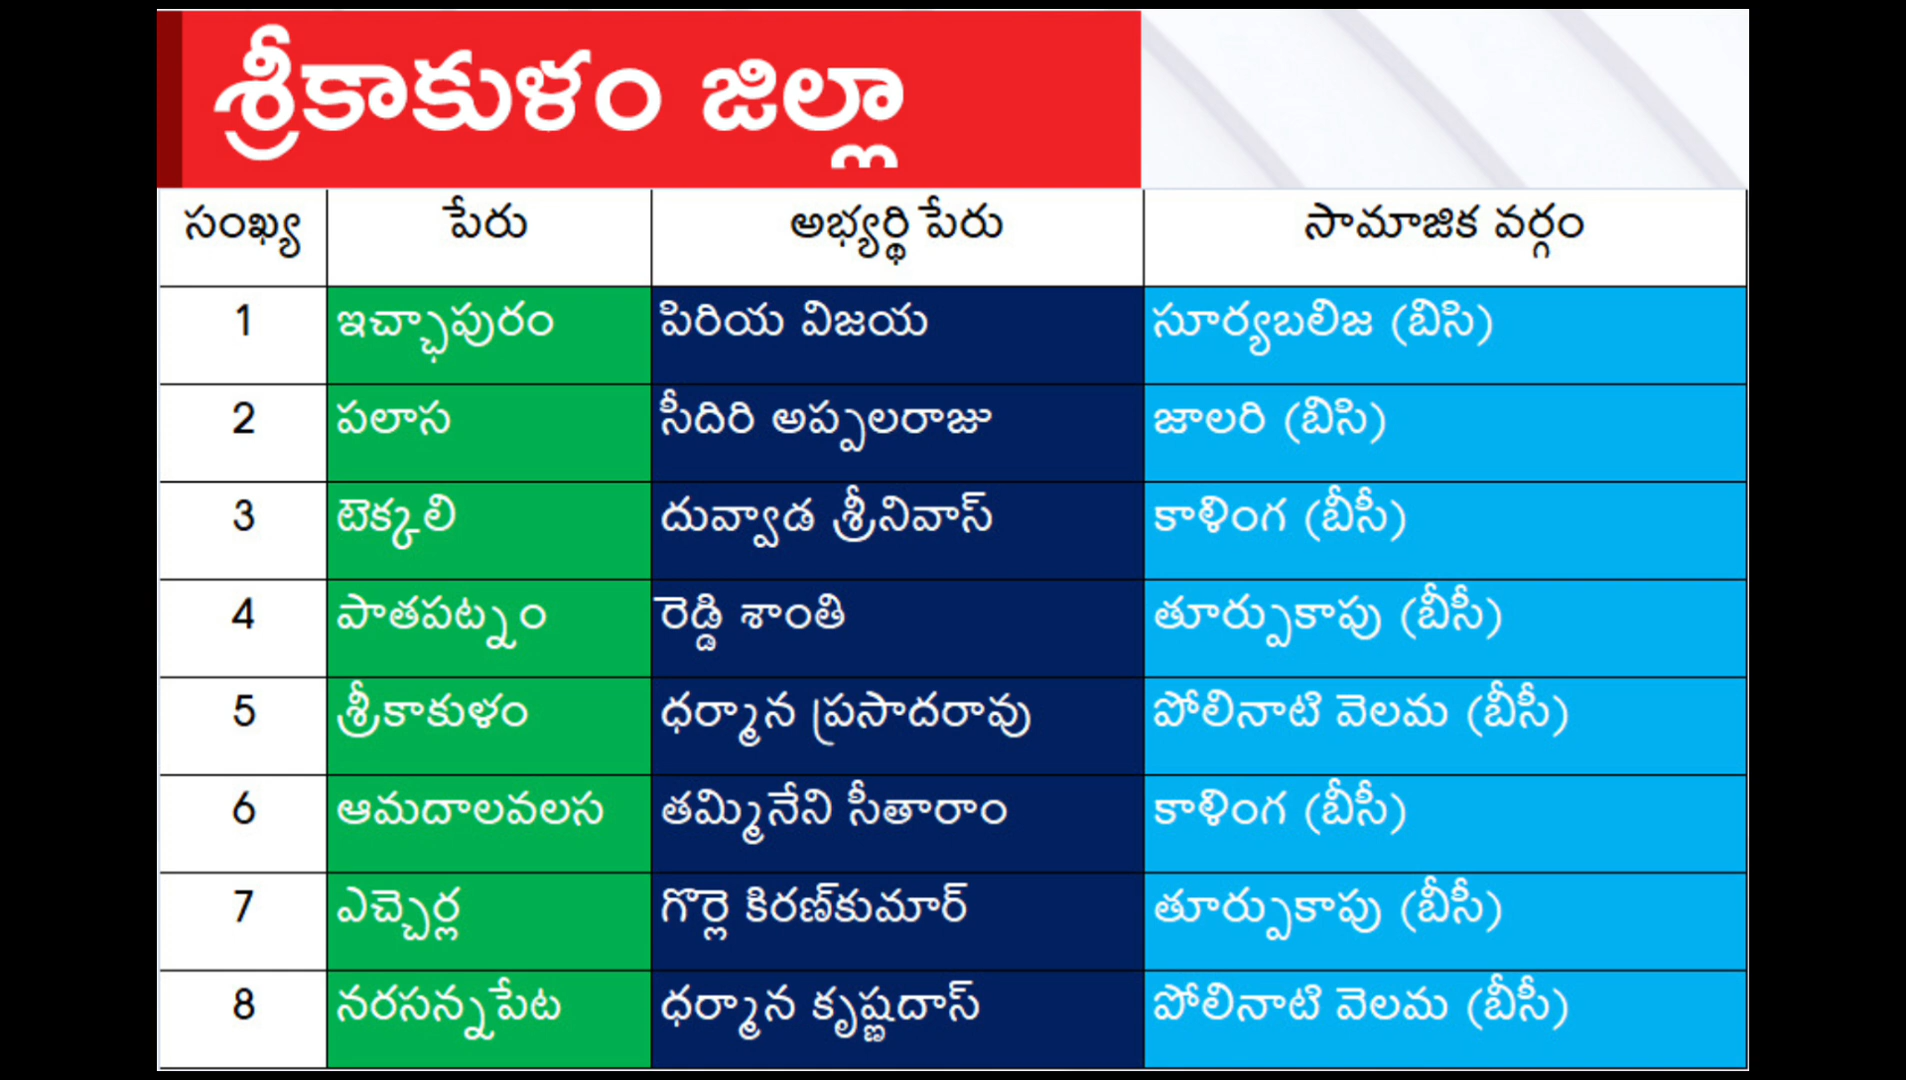 శ్రీకాకుళం జిల్లా
సంఖ్య పేరు అభ్యర్థి పేరు సామాజిక వర్గం
1 ఇచ్ఛాపురం పిరియ విజయ సూర్యబలిజ (బిసి)
2 పలాస సీదిరి అప్పలరాజు జాలరి (బిసి)
3 టెక్కలి దువ్వాడ శ్రీనివాస్ కాళింగ (బీసీ)
4 పాతపట్నం రెడ్డి శాంతి తూర్పుకాపు (బీసీ)
5 శ్రీకాకుళం ధర్మాన ప్రసాదరావు పోలినాటి వెలమ (బీసీ)
6 ఆమదాలవలస తమ్మినేని సీతారాం కాళింగ (బీసీ)
7 ఎచ్చెర్ల గొర్లె కిరణ్‌కుమార్ తూర్పుకాపు (బీసీ)
8 నరసన్నపేట ధర్మాన కృష్ణదాస్ పోలినాటి వెలమ (బీసీ)